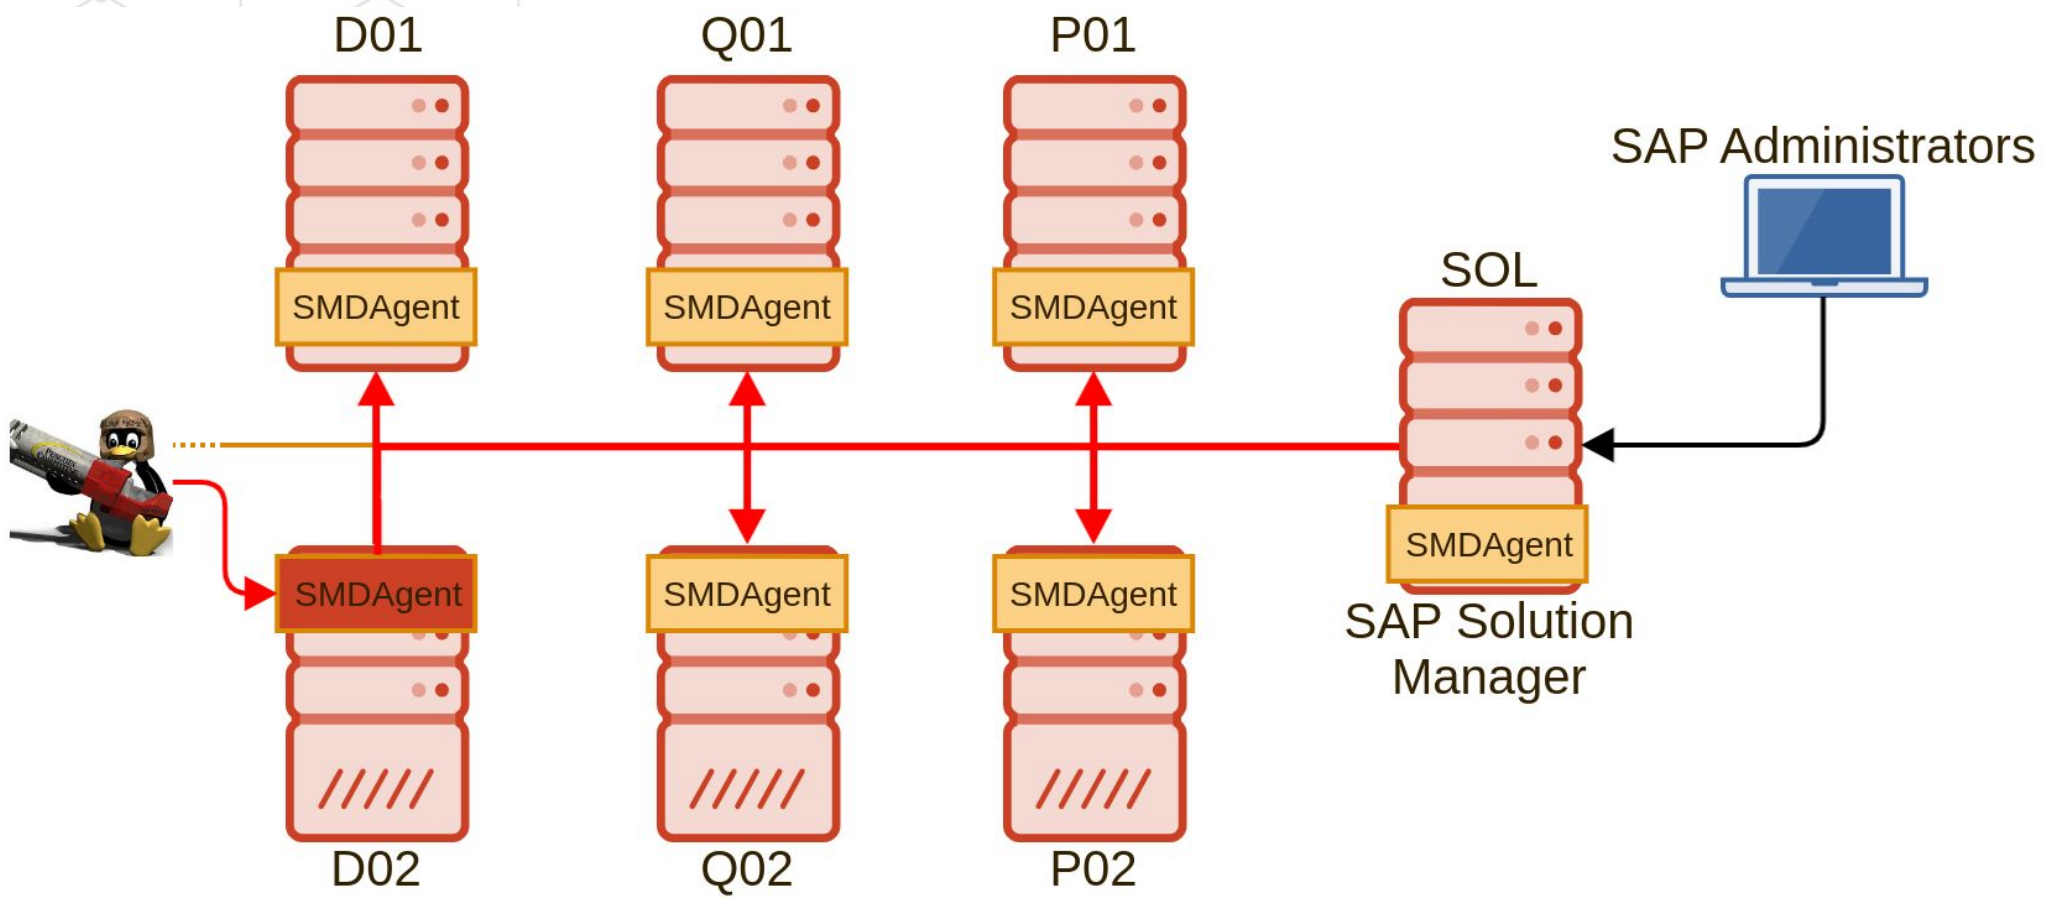 D01
Q01
P01
SAP Administrators
SOL
SMDAgent
SMDAgent
SMDAgent
SMDAgent
SMDAgent
SMDAgent
SMDAgent
SAP Solution
Manager
D02
Q02
P02